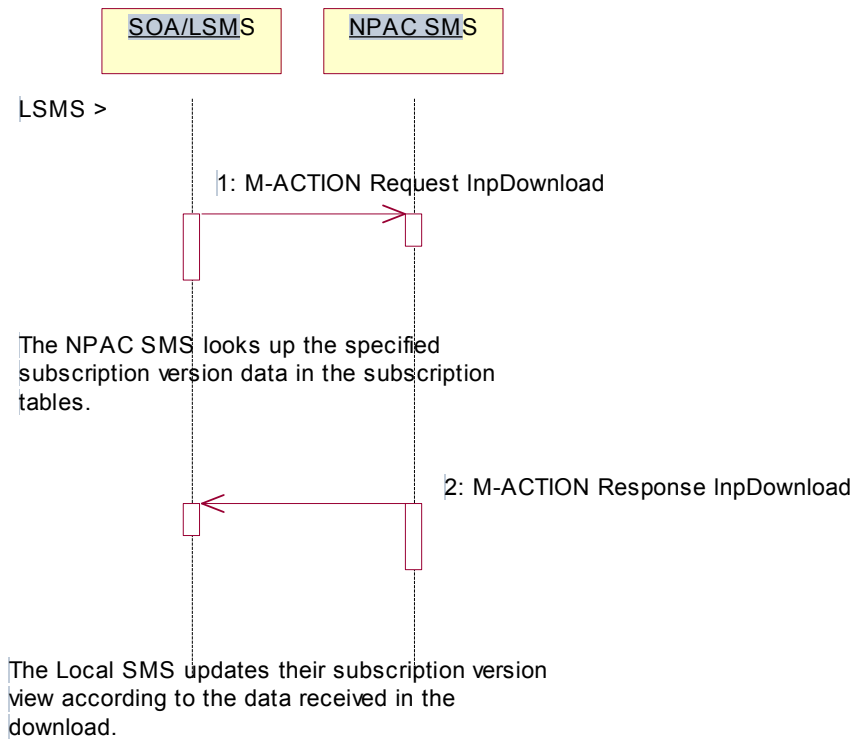 SOA/LSMS
NPAC SMS
LSMS >
1: M-ACTION Request lnpDownload
The NPAC SMS looks up the specified
subscription version data in the subscription
tables.
2: M-ACTION Response lnpDownload
The Local SMS updates their subscription version
view according to the data received in the
download.